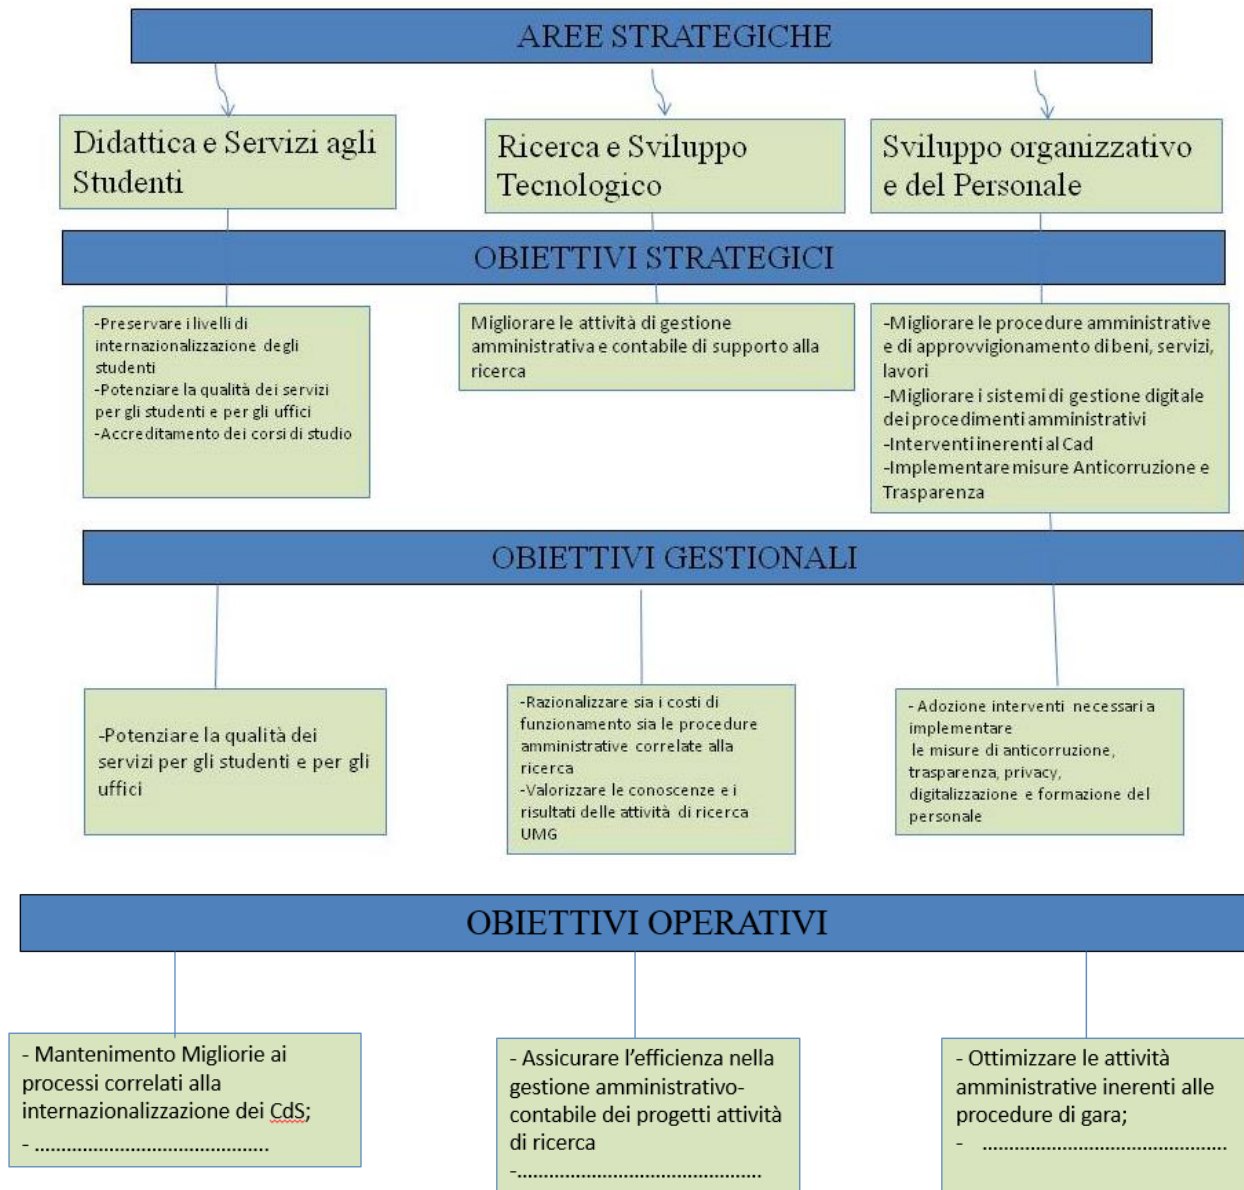 AREE STRATEGICHE
Didattica e Servizi agli
Studenti
Ricerca e Sviluppo
Tecnologico
Sviluppo organizzativo
e del Personale
OBIETTIVI STRATEGICI
-Preservare i livelli di
internazionalizzazione degli
studenti
-Potenziare la qualità dei servizi
per gli studenti e per gli uffici
-Accreditamento dei corsi di studio
Migliorare le attività di gestione
amministrativa e contabile di supporto alla
ricerca
-Migliorare le procedure amministrative
e di approvvigionamento di beni, servizi,
lavori
-Migliorare i sistemi di gestione digitale
dei procedimenti amministrativi
-Interventi inerenti al Cad
-Implementare misure Anticorruzione e
Trasparenza
OBIETTIVI GESTIONALI
-Potenziare la qualità dei
servizi per gli studenti e per gli
uffici
-Razionalizzare sia i costi di
funzionamento sia le procedure
amministrative correlate alla
ricerca
-Valorizzare le conoscenze e i
risultati delle attività di ricerca
UMG
- Adozione interventi necessari a
implementare
le misure di anticorruzione,
trasparenza, privacy,
digitalizzazione e formazione del
personale
OBIETTIVI OPERATIVI
- Mantenimento Migliorie ai
processi correlati alla
internazionalizzazione dei CdS;
- ............................................
- Assicurare l'efficienza nella
gestione amministrativo-
contabile dei progetti attività
di ricerca
-..............................................
- Ottimizzare le attività
amministrative inerenti alle
procedure di gara;
- ..............................................